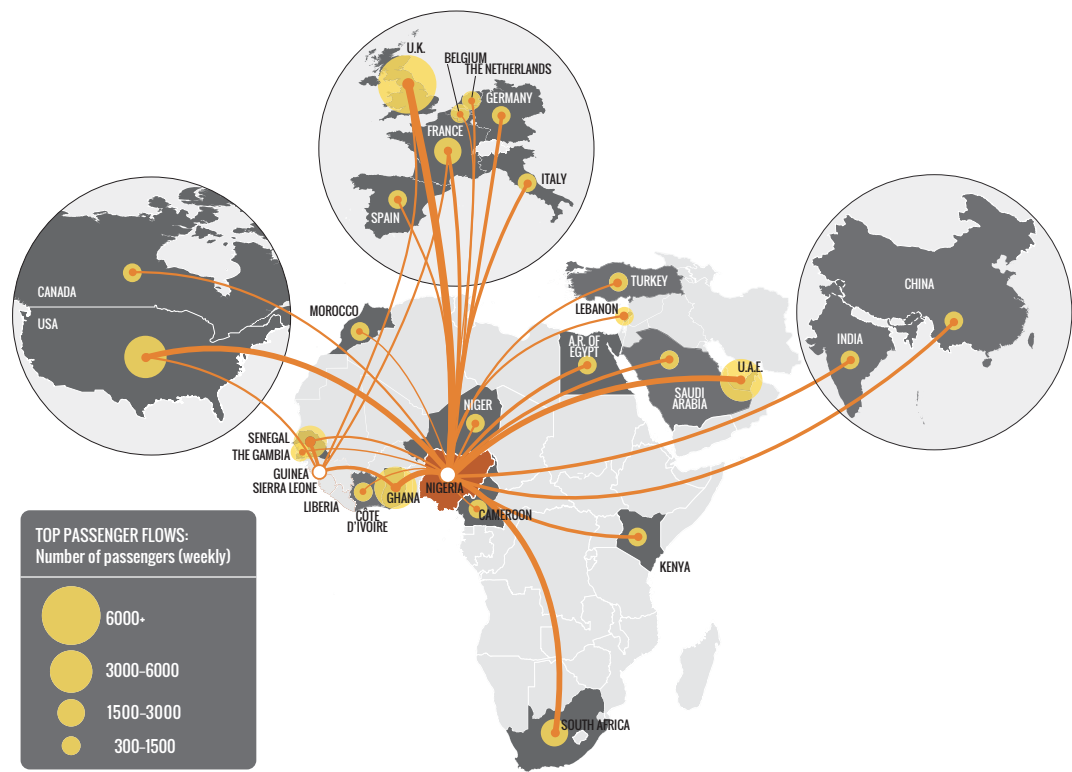 U.K.
BELGIUM
THE NETHERLANDS
GERMANY
FRANCE
ITALY
SPAIN
CANADA
USA
MOROCCO
TURKEY
LEBANON
A.R. OF
EGYPT
SAUDI
ARABIA
U.A.E.
CHINA
INDIA
NIGER
SENEGAL
THE GAMBIA
GUINEA
SIERRA LEONE
LIBERIA
CÔTE
D'IVOIRE
GHANA
NIGERIA
CAMEROON
KENYA
SOUTH AFRICA
TOP PASSENGER FLOWS:
Number of passengers (weekly)
6000+
3000-6000
1500-3000
300-1500